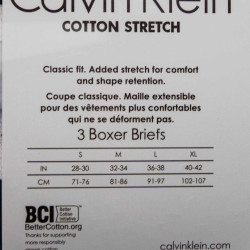 Calvin Klein
COTTON STRETCH
Classic fit. Added stretch for comfort
and shape retention.
Coupe classique. Maille extensible
pour des vêtements plus confortables
qui ne se déforment pas.
3 Boxer Briefs
S M L XL
IN 28-30 32-34 36-38 40-42
CM 71-76 81-86 91-97 102-107
BCI Better Cotton Initiative
BetterCotton.org
Thanks for supporting
more responsibly
calvinklein.com